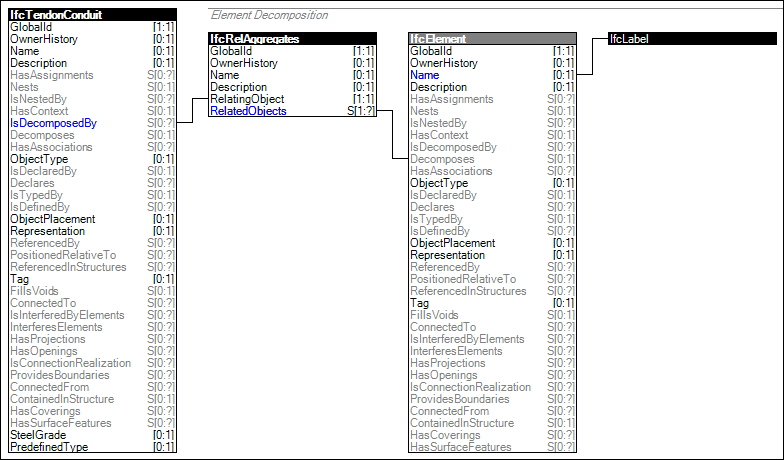 IfcTendonConduit
GlobalId [1:1]
OwnerHistory [0:1]
Name [0:1]
Description [0:1]
HasAssignments S[0:?]
Nests S[0:1]
IsNestedBy S[0:?]
HasContext S[0:1]
IsDecomposedBy S[0:?]
Decomposes S[0:1]
HasAssociations S[0:?]
ObjectType [0:1]
IsDeclaredBy S[0:1]
Declares S[0:?]
IsTypedBy S[0:1]
IsDefinedBy S[0:?]
ObjectPlacement [0:1]
Representation [0:1]
ReferencedBy S[0:?]
PositionedRelativeTo S[0:?]
ReferencedInStructures S[0:?]
Tag [0:1]
FillsVoids S[0:1]
ConnectedTo S[0:?]
IsInterferedByElements S[0:?]
InterferesElements S[0:?]
HasProjections S[0:?]
HasOpenings S[0:?]
IsConnectionRealization S[0:?]
ProvidesBoundaries S[0:?]
ConnectedFrom S[0:?]
ContainedInStructure S[0:1]
HasCoverings S[0:?]
HasSurfaceFeatures S[0:?]
SteelGrade [0:1]
PredefinedType [0:1]
Element Decomposition
IfcRelAggregates
GlobalId [1:1]
OwnerHistory [0:1]
Name [0:1]
Description [0:1]
RelatingObject [1:1]
RelatedObjects S[1:?]
IfcElement
GlobalId [1:1]
OwnerHistory [0:1]
Name [0:1]
Description [0:1]
HasAssignments S[0:?]
Nests S[0:1]
IsNestedBy S[0:?]
HasContext S[0:1]
IsDecomposedBy S[0:?]
Decomposes S[0:1]
HasAssociations S[0:?]
ObjectType [0:1]
IsDeclaredBy S[0:1]
Declares S[0:?]
IsTypedBy S[0:1]
IsDefinedBy S[0:?]
ObjectPlacement [0:1]
Representation [0:1]
ReferencedBy S[0:?]
PositionedRelativeTo S[0:?]
ReferencedInStructures S[0:?]
Tag [0:1]
FillsVoids S[0:1]
ConnectedTo S[0:?]
IsInterferedByElements S[0:?]
InterferesElements S[0:?]
HasProjections S[0:?]
HasOpenings S[0:?]
IsConnectionRealization S[0:?]
ProvidesBoundaries S[0:?]
ConnectedFrom S[0:?]
ContainedInStructure S[0:1]
HasCoverings S[0:?]
HasSurfaceFeatures S[0:?]
IfcLabel